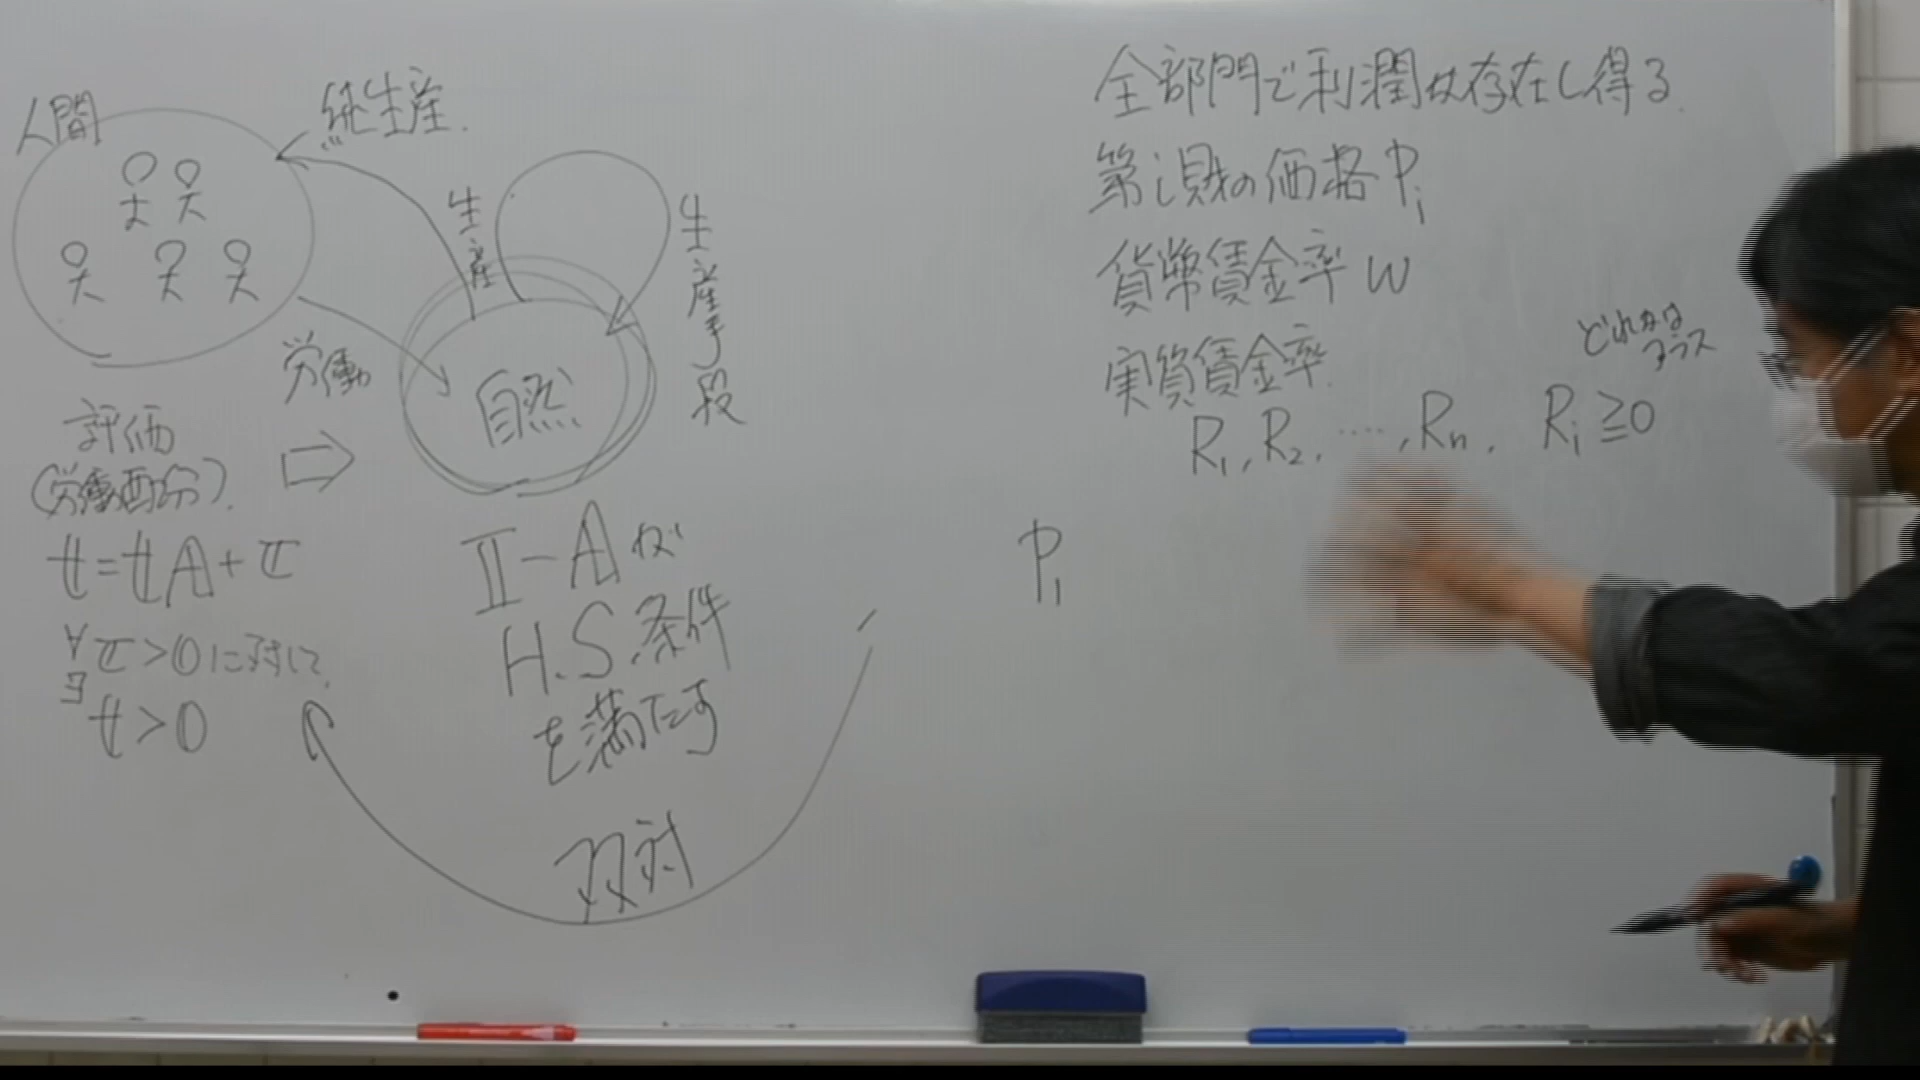 人間
純生産.
生産
生産手段
労働
自然
評価
(労働配分).
t=tA+τ
∀τ>0に対して,
∃t>0
I-Aが
H.S.条件
を満たす
双対
全部門で利潤は存在し得る.
第i財の価格 pi
貨幣賃金率 w
実質賃金率.
どれかは
プラス
R1, R2, ……, Rn, Ri≧0
p1